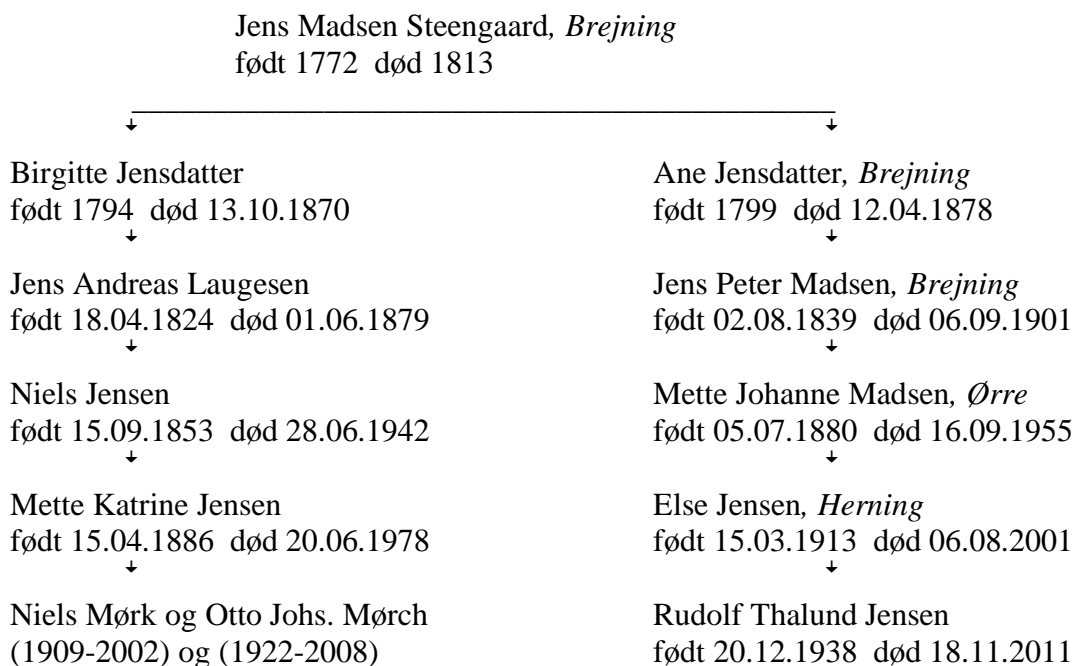 Jens Madsen Steengaard, Brejning
født 1772  død 1813
Birgitte Jensdatter
født 1794  død 13.10.1870
Jens Andreas Laugesen
født 18.04.1824  død 01.06.1879
Niels Jensen
født 15.09.1853  død 28.06.1942
Mette Katrine Jensen
født 15.04.1886  død 20.06.1978
Niels Mørk og Otto Johs. Mørch
(1909-2002) og (1922-2008)
Ane Jensdatter, Brejning
født 1799  død 12.04.1878
Jens Peter Madsen, Brejning
født 02.08.1839  død 06.09.1901
Mette Johanne Madsen, Ørre
født 05.07.1880  død 16.09.1955
Else Jensen, Herning
født 15.03.1913  død 06.08.2001
Rudolf Thalund Jensen
født 20.12.1938  død 18.11.2011